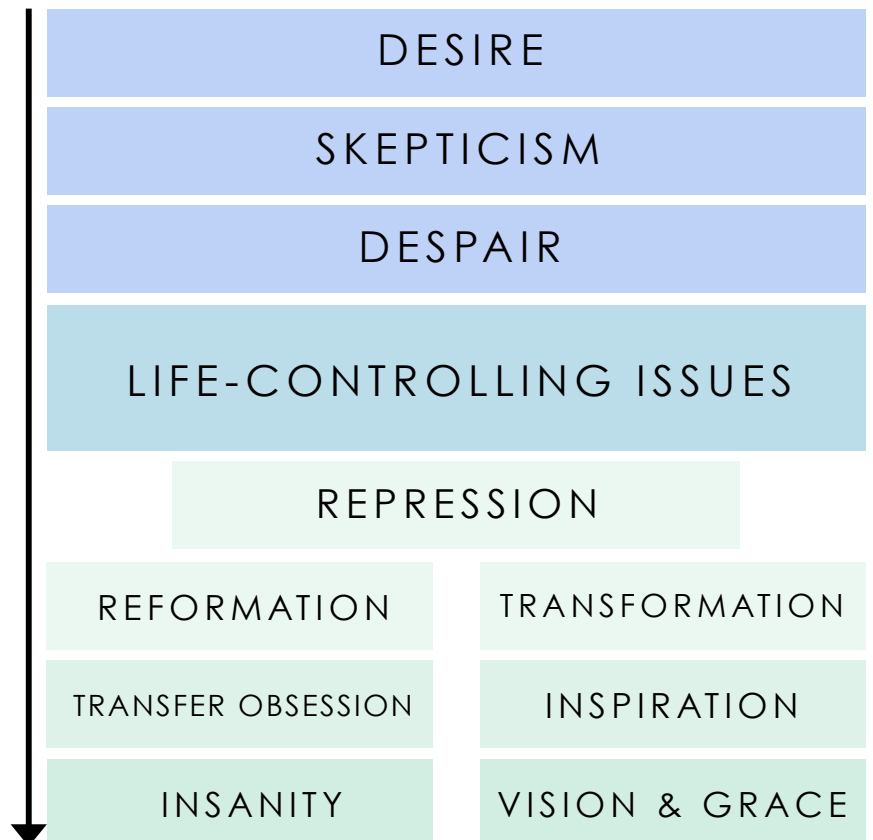 DESIRE
SKEPTICISM
DESPAIR
LIFE-CONTROLLING ISSUES
REPRESSION
REFORMATION
TRANSFORMATION
TRANSFER OBSESSION
INSPIRATION
INSANITY
VISION & GRACE